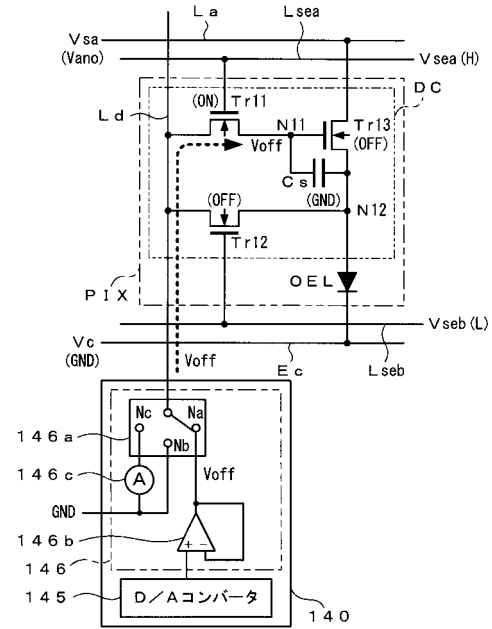 La
Lsea
Vsa
(Vano)
Vsea(H)
DC
Ld
(ON)
Tr11
N11
Tr13
(OFF)
Voff
Cs
(GND)
(OFF)
N12
Tr12
OEL
PIX
Vseb(L)
Vc
(GND)
Voff
Ec
Lseb
Nc
Na
146a
Nb
146c
A
Voff
GND
146b
+ −
146
145
D/Aコンバータ
140